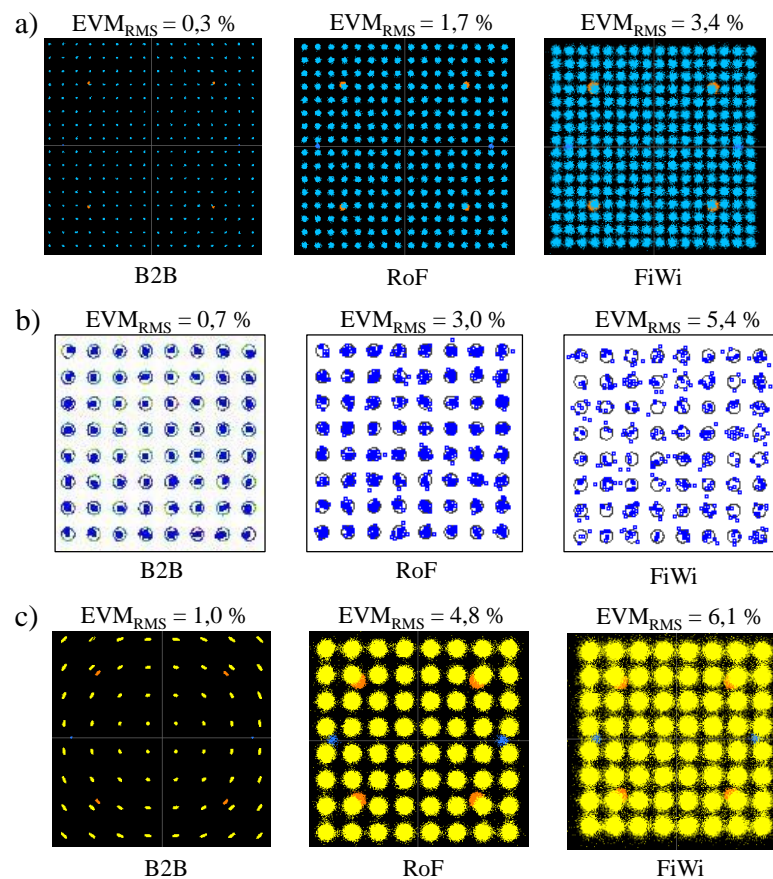 a) EVM_RMS = 0,3 % EVM_RMS = 1,7 % EVM_RMS = 3,4 %
B2B RoF FiWi
b) EVM_RMS = 0,7 % EVM_RMS = 3,0 % EVM_RMS = 5,4 %
B2B RoF FiWi
c) EVM_RMS = 1,0 % EVM_RMS = 4,8 % EVM_RMS = 6,1 %
B2B RoF FiWi